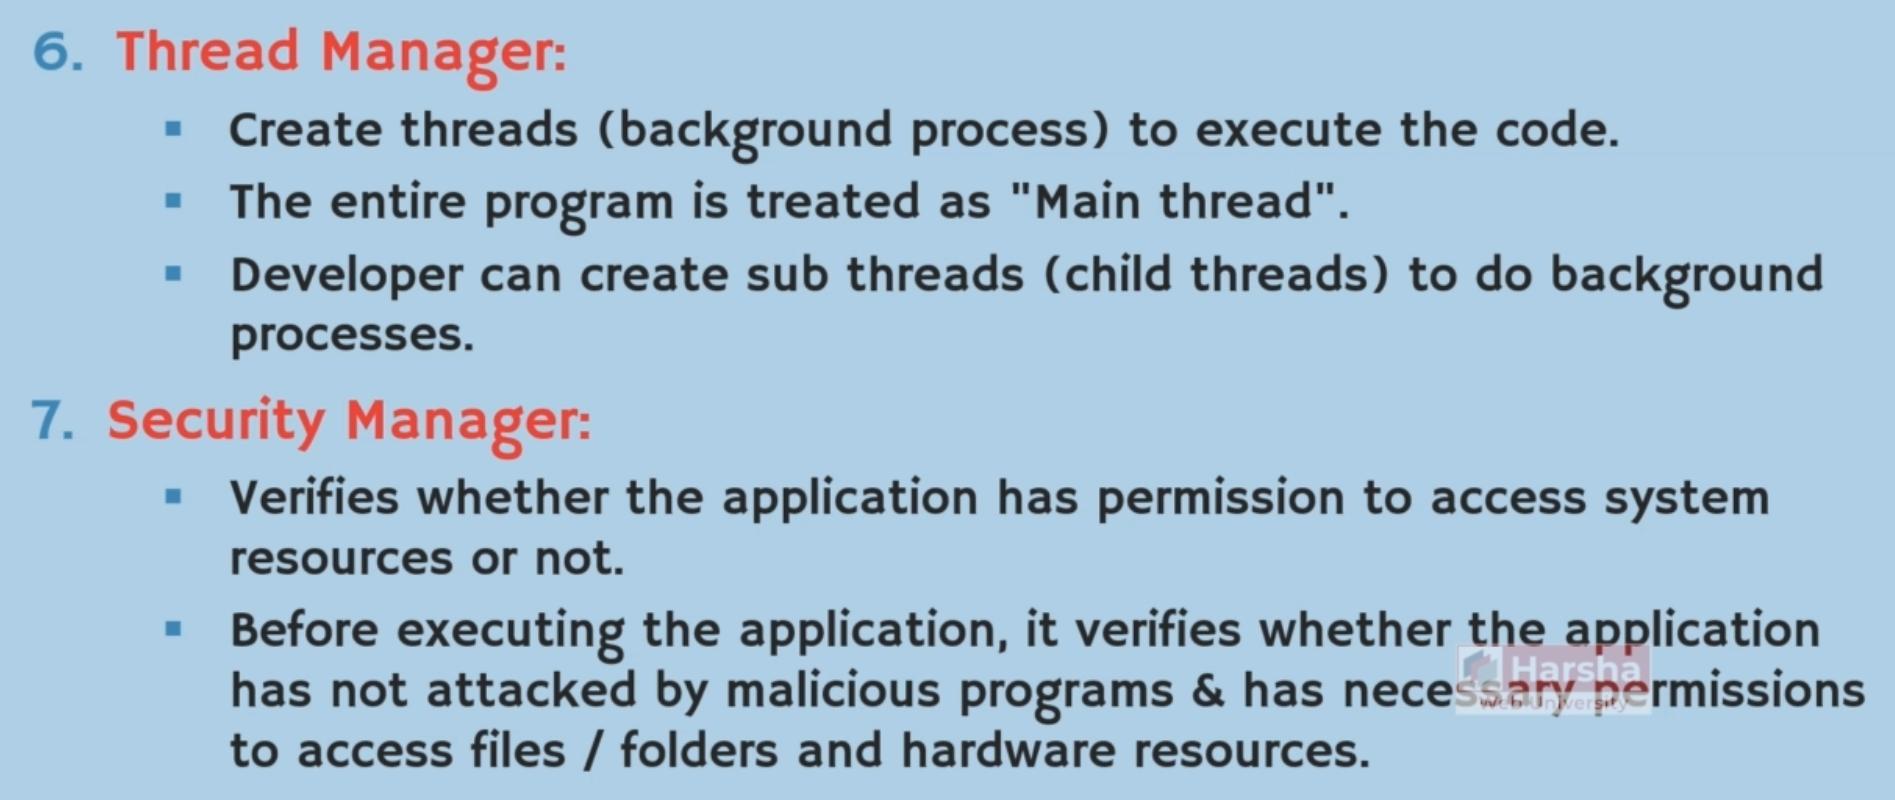 6. Thread Manager:
▪ Create threads (background process) to execute the code.
▪ The entire program is treated as "Main thread".
▪ Developer can create sub threads (child threads) to do background
processes.
7. Security Manager:
▪ Verifies whether the application has permission to access system
resources or not.
▪ Before executing the application, it verifies whether the application
has not attacked by malicious programs & has necessary permissions
to access files / folders and hardware resources.
Harsha
Web University